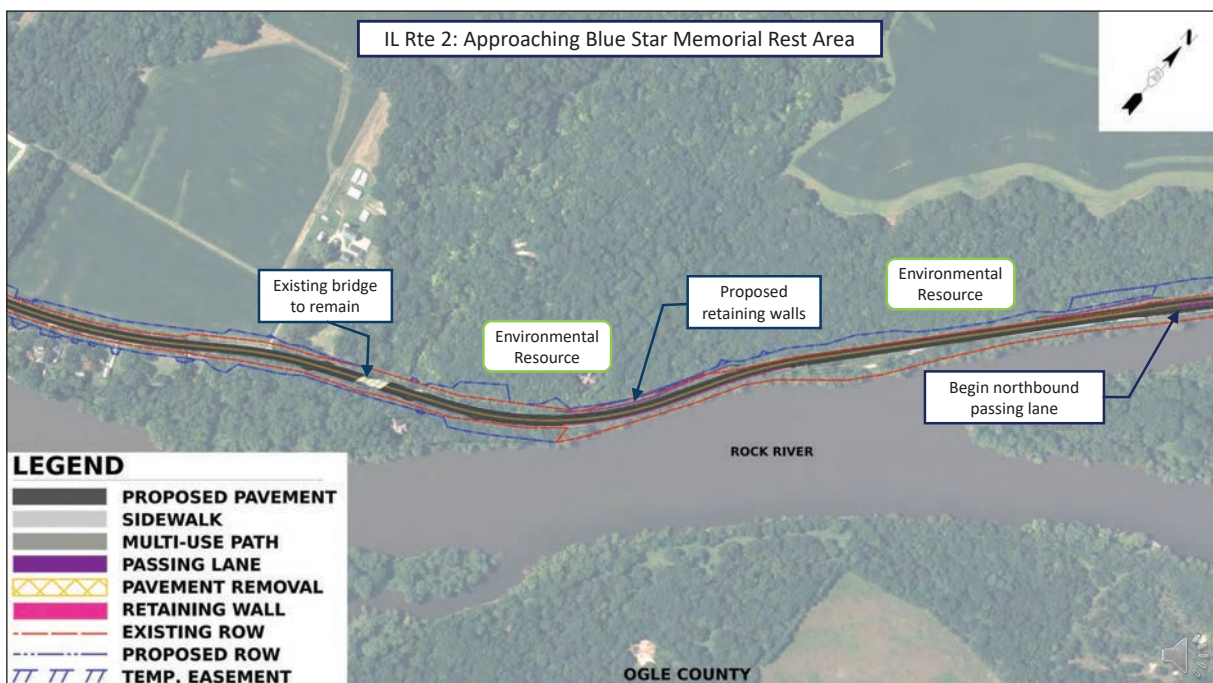 IL Rte 2: Approaching Blue Star Memorial Rest Area
N
Existing bridge
to remain
Environmental
Resource
Proposed
retaining walls
Environmental
Resource
Begin northbound
passing lane
ROCK RIVER
LEGEND
PROPOSED PAVEMENT
SIDEWALK
MULTI-USE PATH
PASSING LANE
PAVEMENT REMOVAL
RETAINING WALL
EXISTING ROW
PROPOSED ROW
TEMP. EASEMENT
OGLE COUNTY